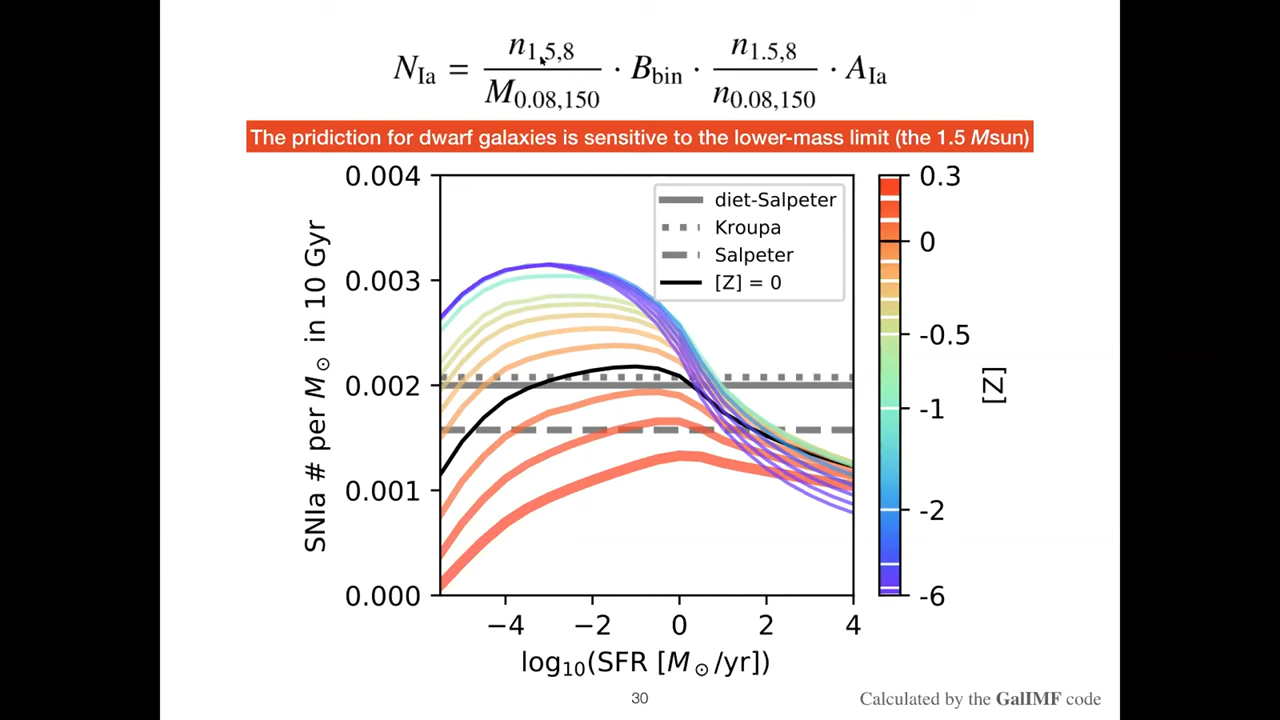 N_Ia = n_1.5,8 / M_0.08,150 · B_bin · n_1.5,8 / n_0.08,150 · A_Ia
The pridiction for dwarf galaxies is sensitive to the lower-mass limit (the 1.5 Msun)
0.004
0.003
0.002
0.001
0.000
SNIa # per M⊙ in 10 Gyr
diet-Salpeter
Kroupa
Salpeter
[Z] = 0
0.3
0
-0.5
-1
-2
-6
[Z]
−4 −2 0 2 4
log10(SFR [M⊙/yr])
30
Calculated by the GalIMF code